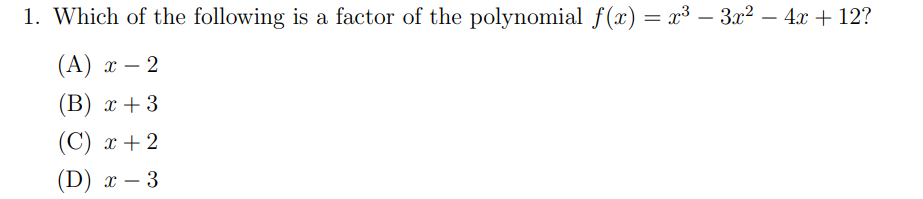 1. Which of the following is a factor of the polynomial f(x) = x³ − 3x² − 4x + 12?
(A) x − 2
(B) x + 3
(C) x + 2
(D) x − 3